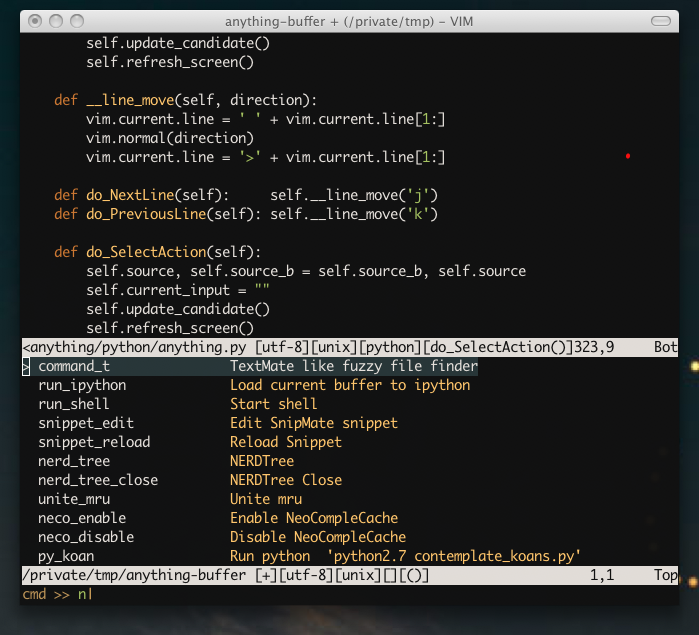 anything-buffer + (/private/tmp) – VIM
        self.update_candidate()
        self.refresh_screen()
    def __line_move(self, direction):
        vim.current.line = ' ' + vim.current.line[1:]
        vim.normal(direction)
        vim.current.line = '>' + vim.current.line[1:]
    def do_NextLine(self):     self.__line_move('j')
    def do_PreviousLine(self): self.__line_move('k')
    def do_SelectAction(self):
        self.source, self.source_b = self.source_b, self.source
        self.current_input = ""
        self.update_candidate()
        self.refresh_screen()
<anything/python/anything.py [utf-8][unix][python][do_SelectAction()]323,9     Bot
> command_t               TextMate like fuzzy file finder
  run_ipython             Load current buffer to ipython
  run_shell               Start shell
  snippet_edit            Edit SnipMate snippet
  snippet_reload          Reload Snippet
  nerd_tree               NERDTree
  nerd_tree_close         NERDTree Close
  unite_mru               Unite mru
  neco_enable             Enable NeoCompleCache
  neco_disable            Disable NeoCompleCache
  py_koan                 Run python  'python2.7 contemplate_koans.py'
/private/tmp/anything-buffer [+][utf-8][unix][][()]                    1,1     Top
cmd >> n|